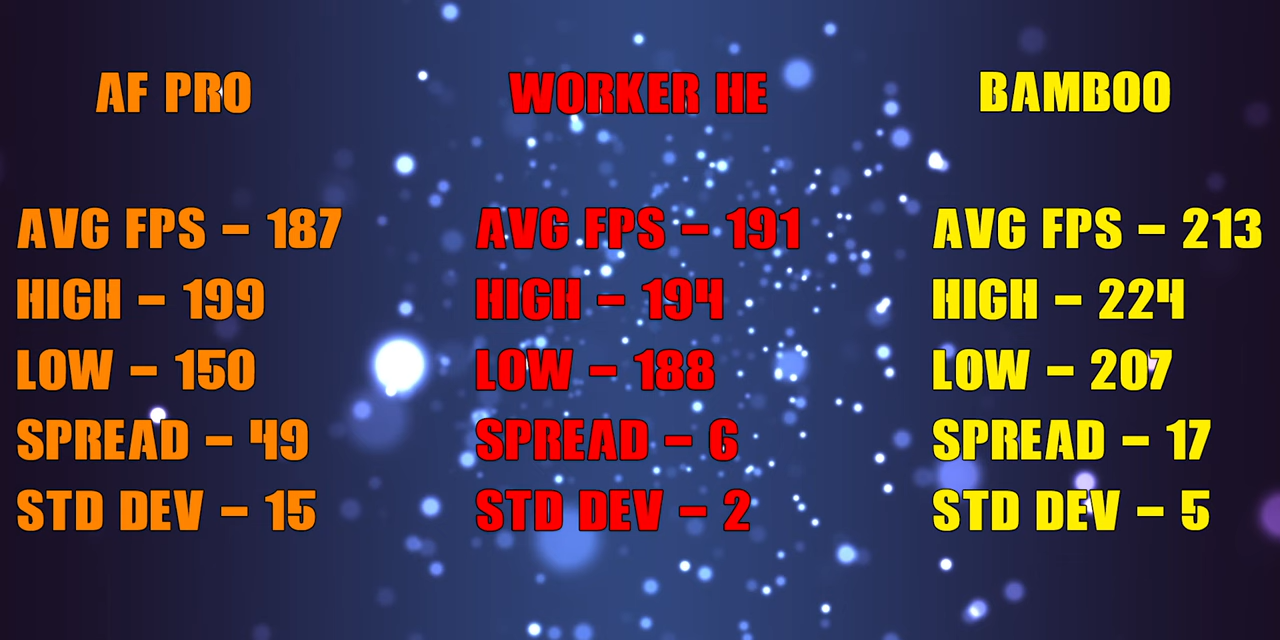 AF PRO
AVG FPS – 187
HIGH – 199
LOW – 150
SPREAD – 49
STD DEV – 15
WORKER HE
AVG FPS – 191
HIGH – 194
LOW – 188
SPREAD – 6
STD DEV – 2
BAMBOO
AVG FPS – 213
HIGH – 224
LOW – 207
SPREAD – 17
STD DEV – 5